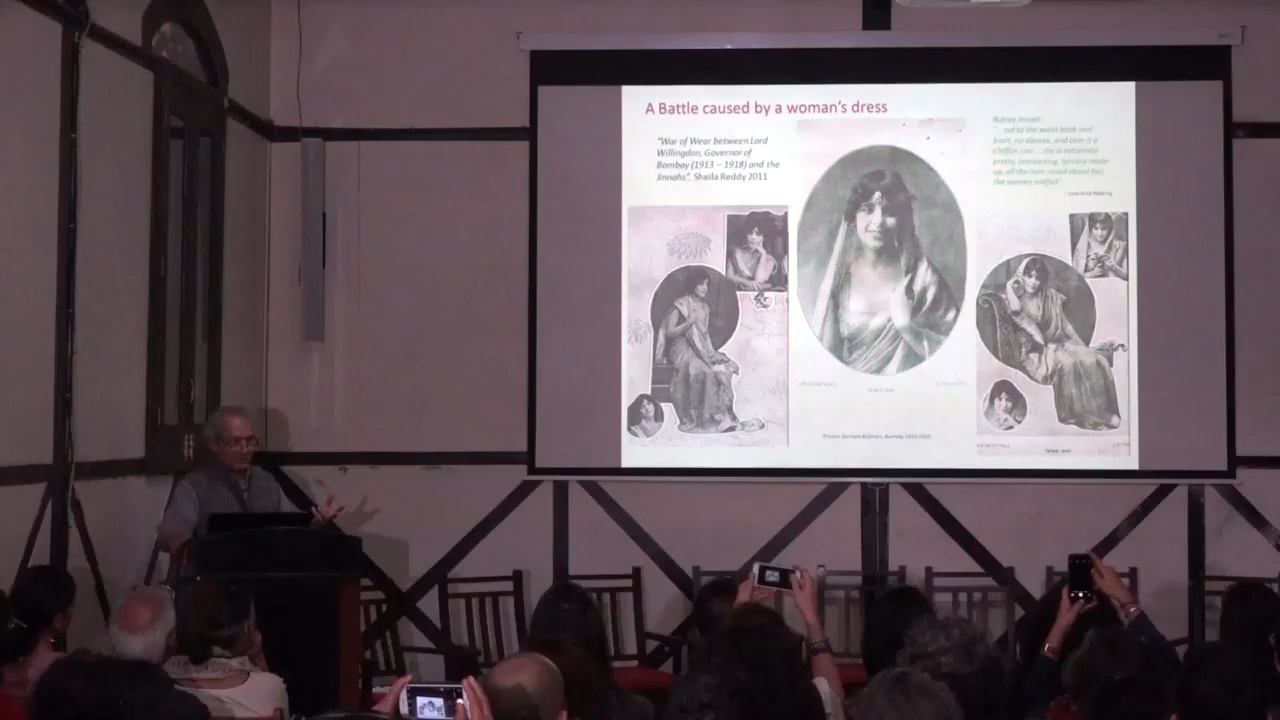 A Battle caused by a woman's dress
"War of Wear between Lord
Willingdon, Governor of
Bombay (1913 – 1918) and the
Jinnahs". Sheila Reddy 2011
Ruttey Jinnah:
"... cut to the waist back and
front, no sleeves, and over it a
Chiffon sari ... she is extremely
pretty, fascinating, terribly made-
up, all the men raved about her,
the women sniffed"